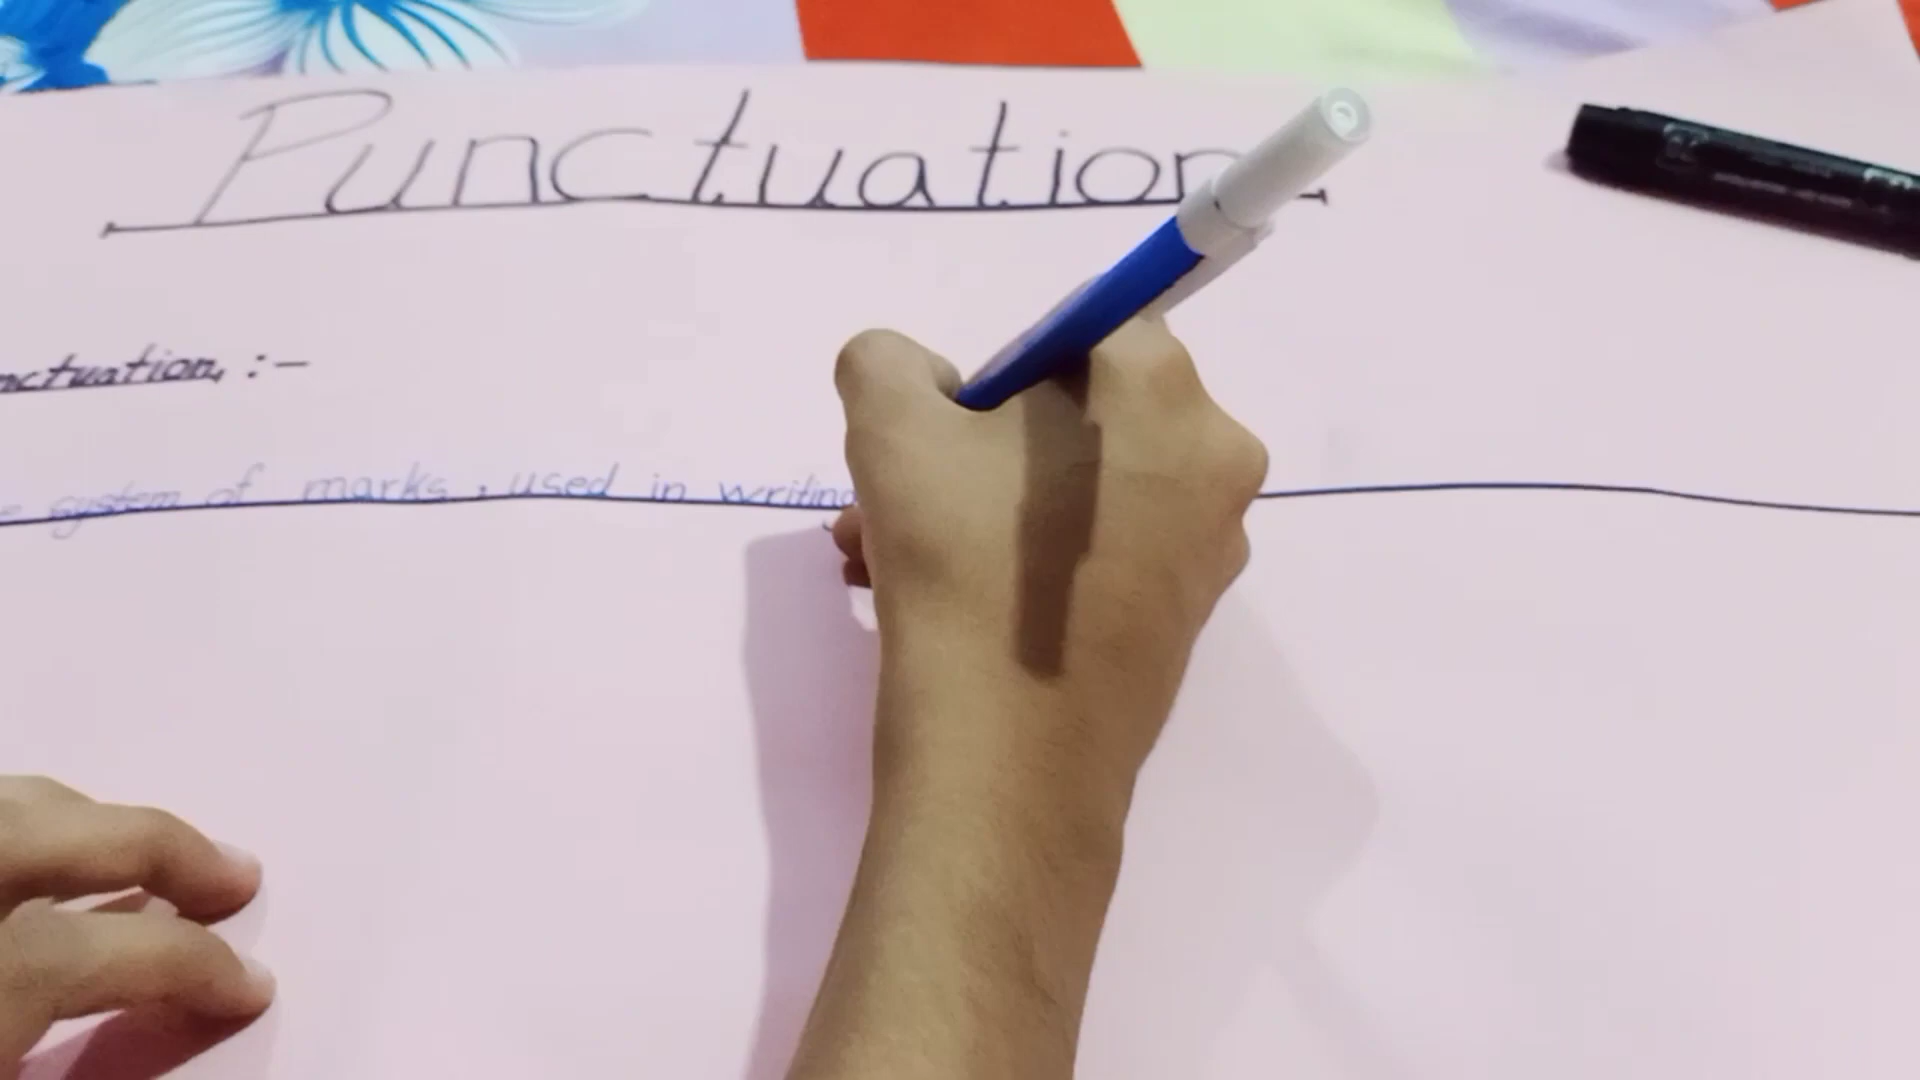 Punctuation
nctuation, :-
system of marks, used in writing